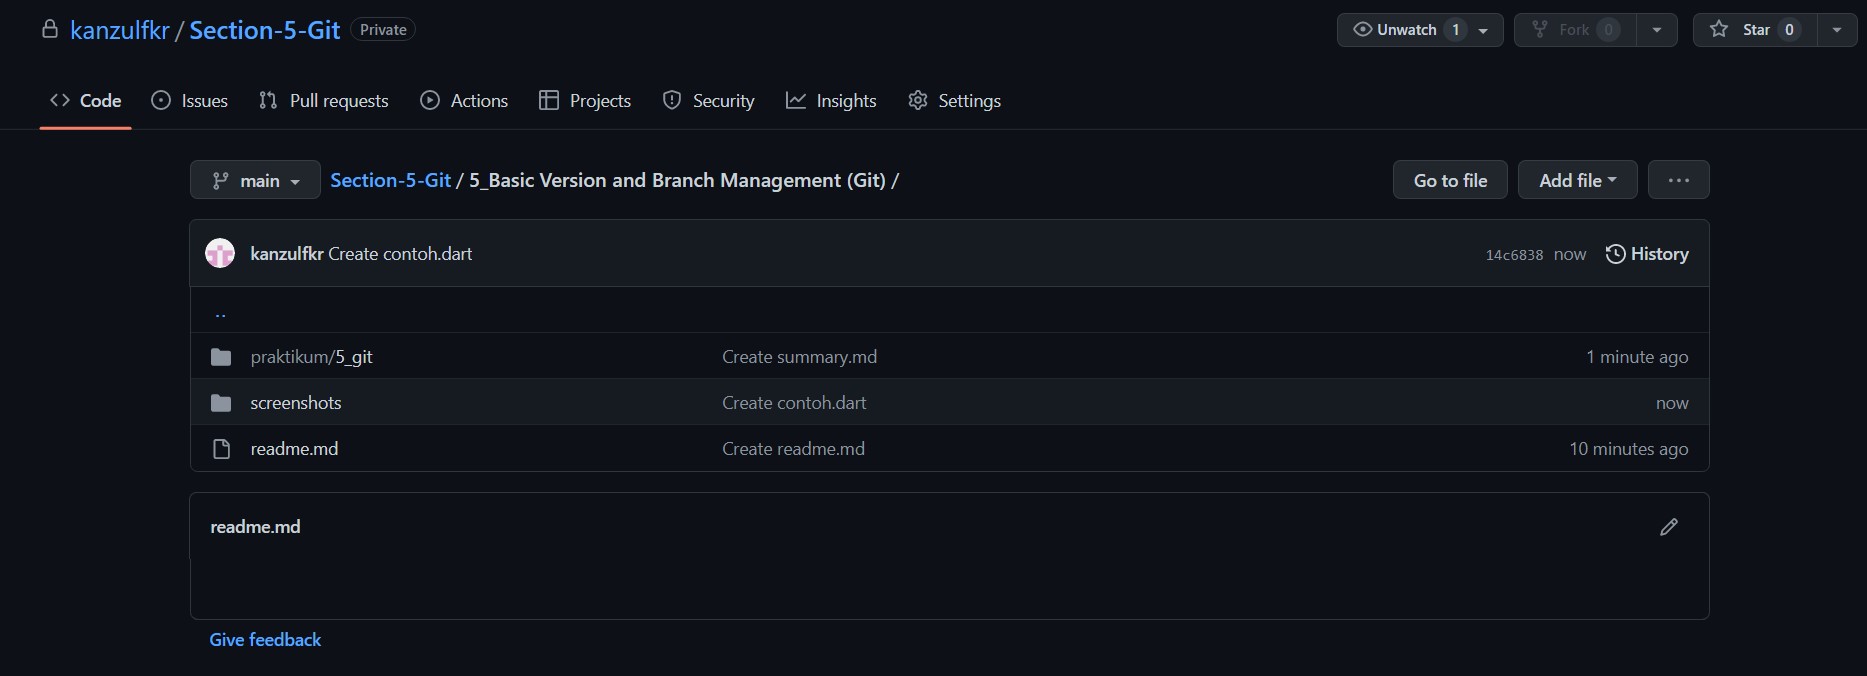 kanzulfkr / Section-5-Git Private Unwatch 1 Fork 0 Star 0
Code Issues Pull requests Actions Projects Security Insights Settings
main Section-5-Git / 5_Basic Version and Branch Management (Git) / Go to file Add file ...
kanzulfkr Create contoh.dart 14c6838 now History
..
praktikum/5_git Create summary.md 1 minute ago
screenshots Create contoh.dart now
readme.md Create readme.md 10 minutes ago
readme.md
Give feedback